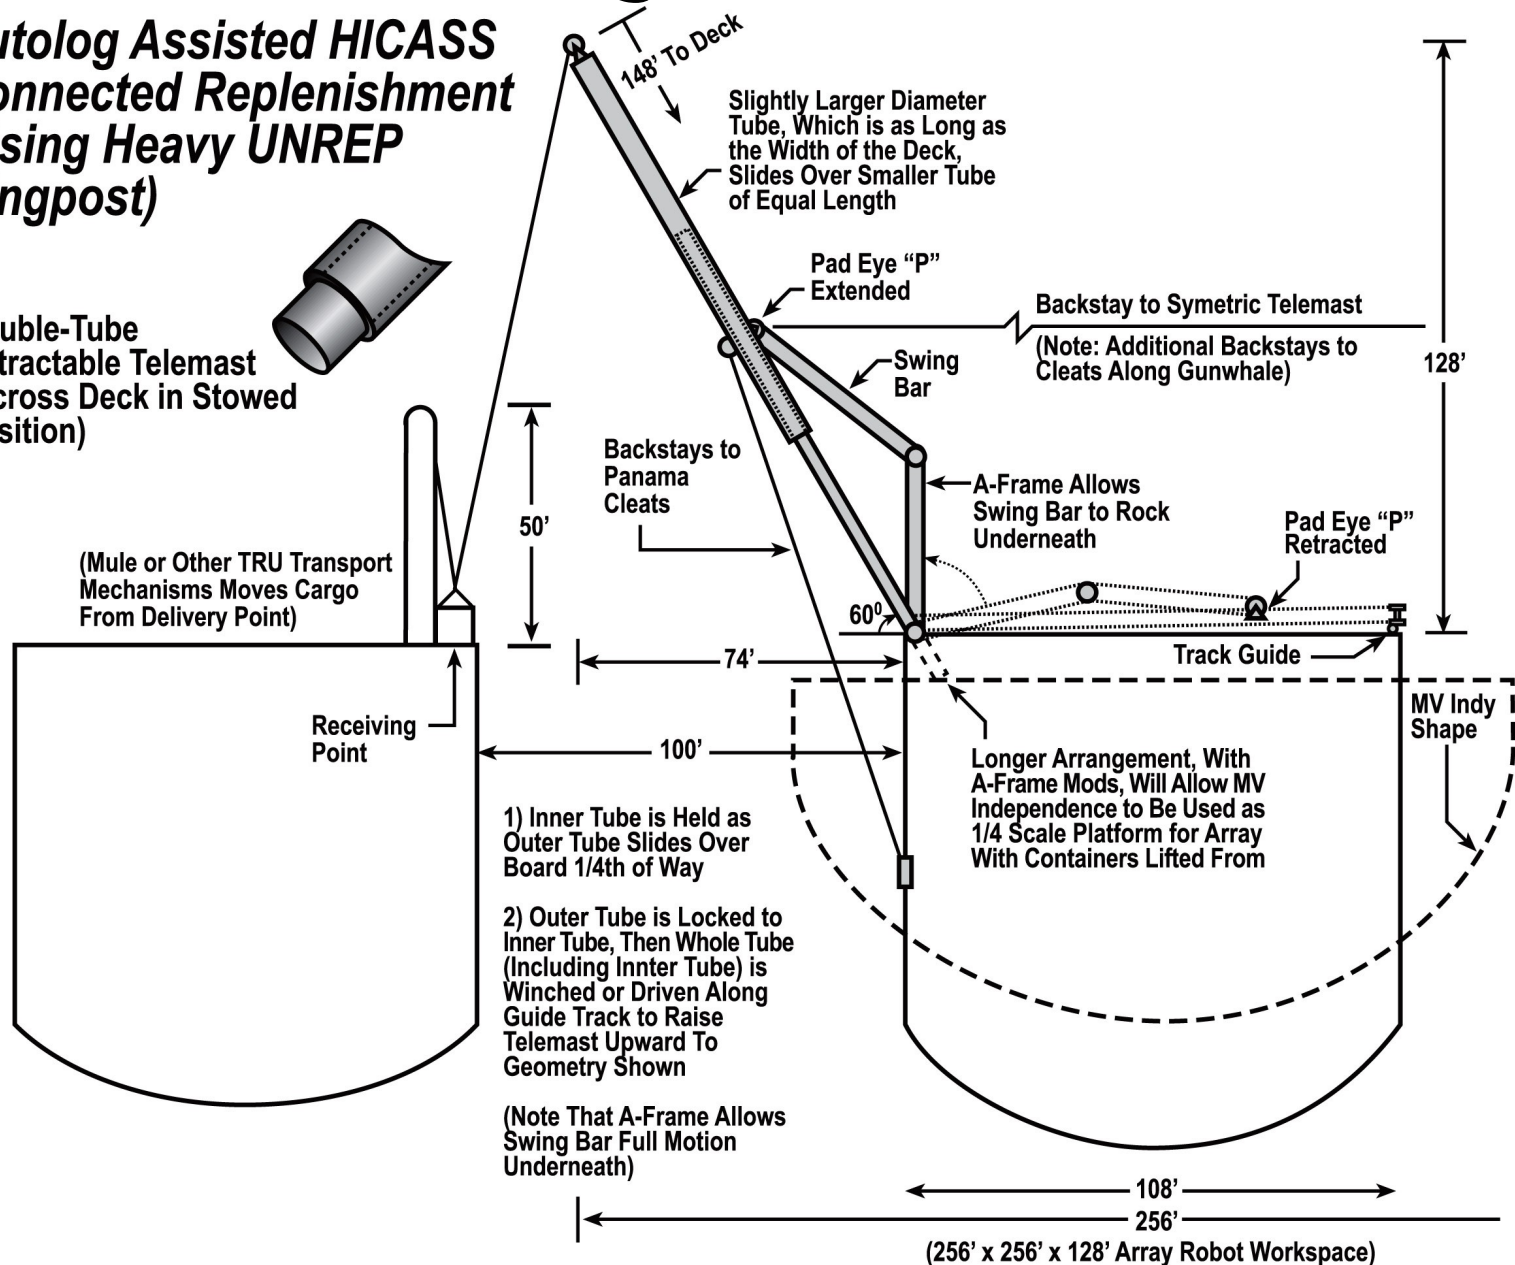 utolog Assisted HICASS
onnected Replenishment
sing Heavy UNREP
ngpost)
148' To Deck
Slightly Larger Diameter
Tube, Which is as Long as
the Width of the Deck,
Slides Over Smaller Tube
of Equal Length
Pad Eye “P”
Extended
Backstay to Symetric Telemast
(Note: Additional Backstays to
Cleats Along Gunwhale)
128'
uble-Tube
tractable Telemast
cross Deck in Stowed
sition)
Swing
Bar
50'
Backstays to
Panama
Cleats
A-Frame Allows
Swing Bar to Rock
Underneath
Pad Eye “P”
Retracted
(Mule or Other TRU Transport
Mechanisms Moves Cargo
From Delivery Point)
60⁰
74'
Track Guide
Receiving
Point
100'
MV Indy
Shape
Longer Arrangement, With
A-Frame Mods, Will Allow MV
Independence to Be Used as
1/4 Scale Platform for Array
With Containers Lifted From
1) Inner Tube is Held as
Outer Tube Slides Over
Board 1/4th of Way
2) Outer Tube is Locked to
Inner Tube, Then Whole Tube
(Including Innter Tube) is
Winched or Driven Along
Guide Track to Raise
Telemast Upward To
Geometry Shown
(Note That A-Frame Allows
Swing Bar Full Motion
Underneath)
108'
256'
(256' x 256' x 128' Array Robot Workspace)